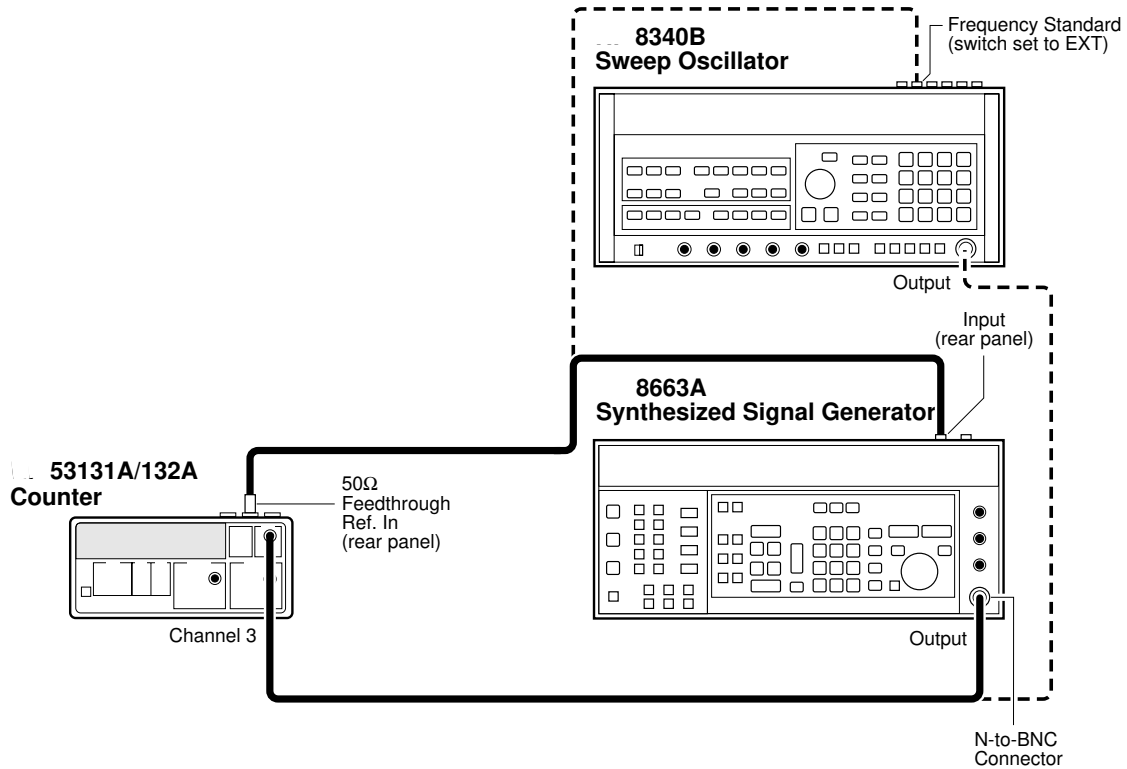 Frequency Standard
(switch set to EXT)
8340B
Sweep Oscillator
Output
Input
(rear panel)
8663A
Synthesized Signal Generator
53131A/132A
Counter
50Ω
Feedthrough
Ref. In
(rear panel)
Channel 3
Output
N-to-BNC
Connector